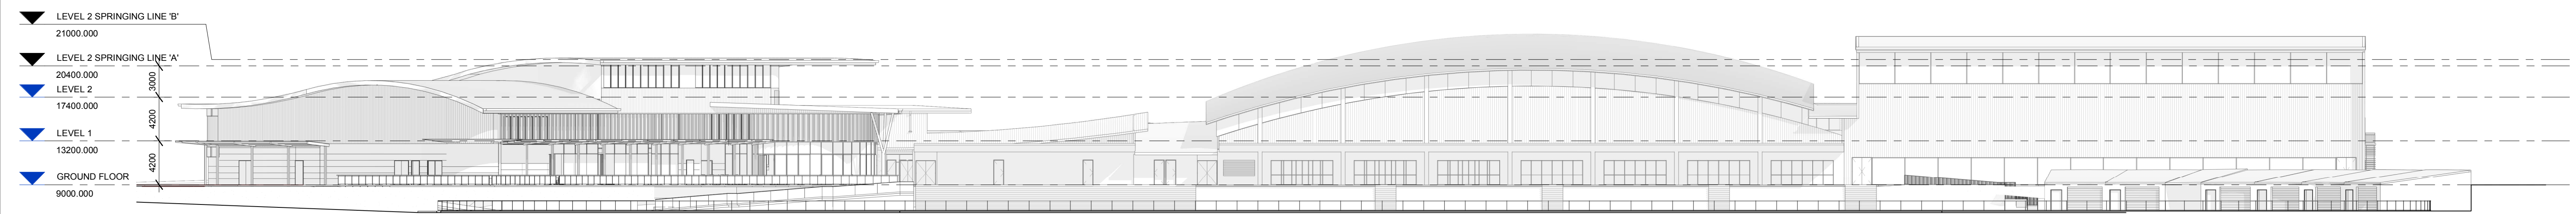 LEVEL 2 SPRINGING LINE 'B'
21000.000
LEVEL 2 SPRINGING LINE 'A'
20400.000
3000
LEVEL 2
17400.000
4200
LEVEL 1
13200.000
4200
GROUND FLOOR
9000.000